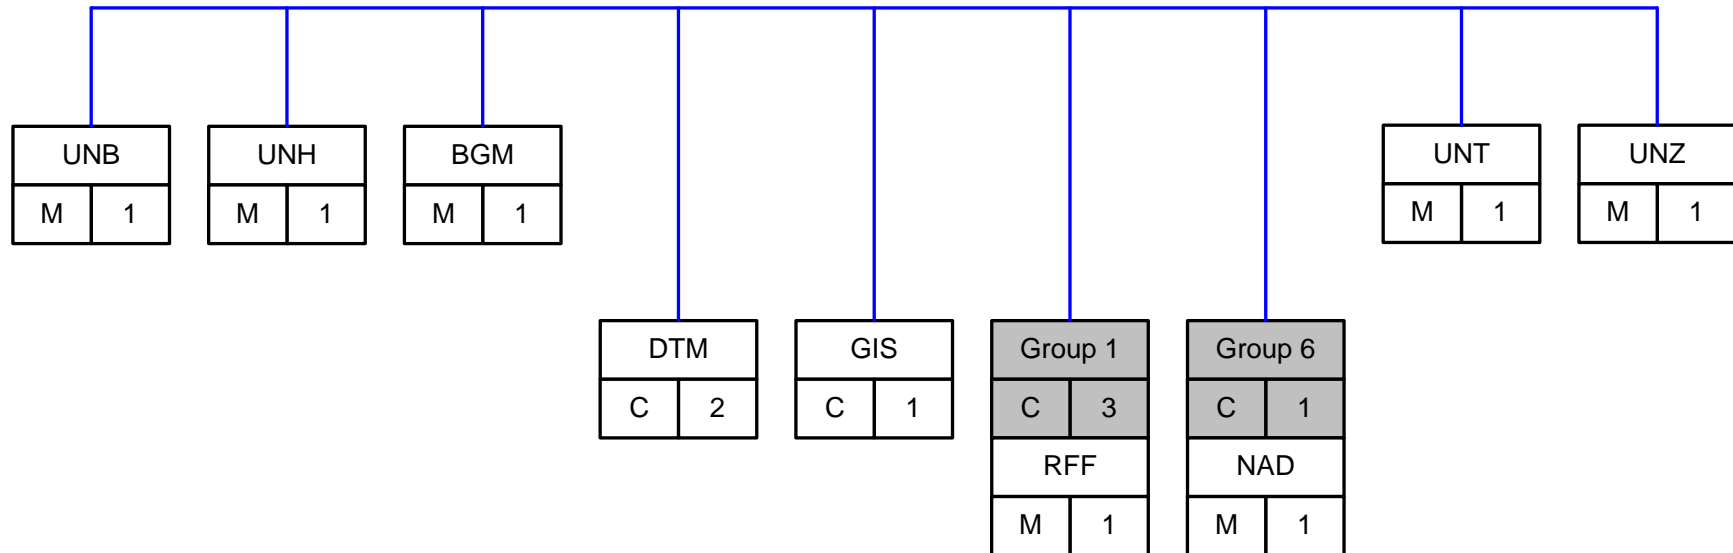 UNB UNH BGM UNT UNZ
M 1 M 1 M 1 M 1 M 1
DTM GIS Group 1 Group 6
C 2 C 1 C 3 C 1
RFF NAD
M 1 M 1